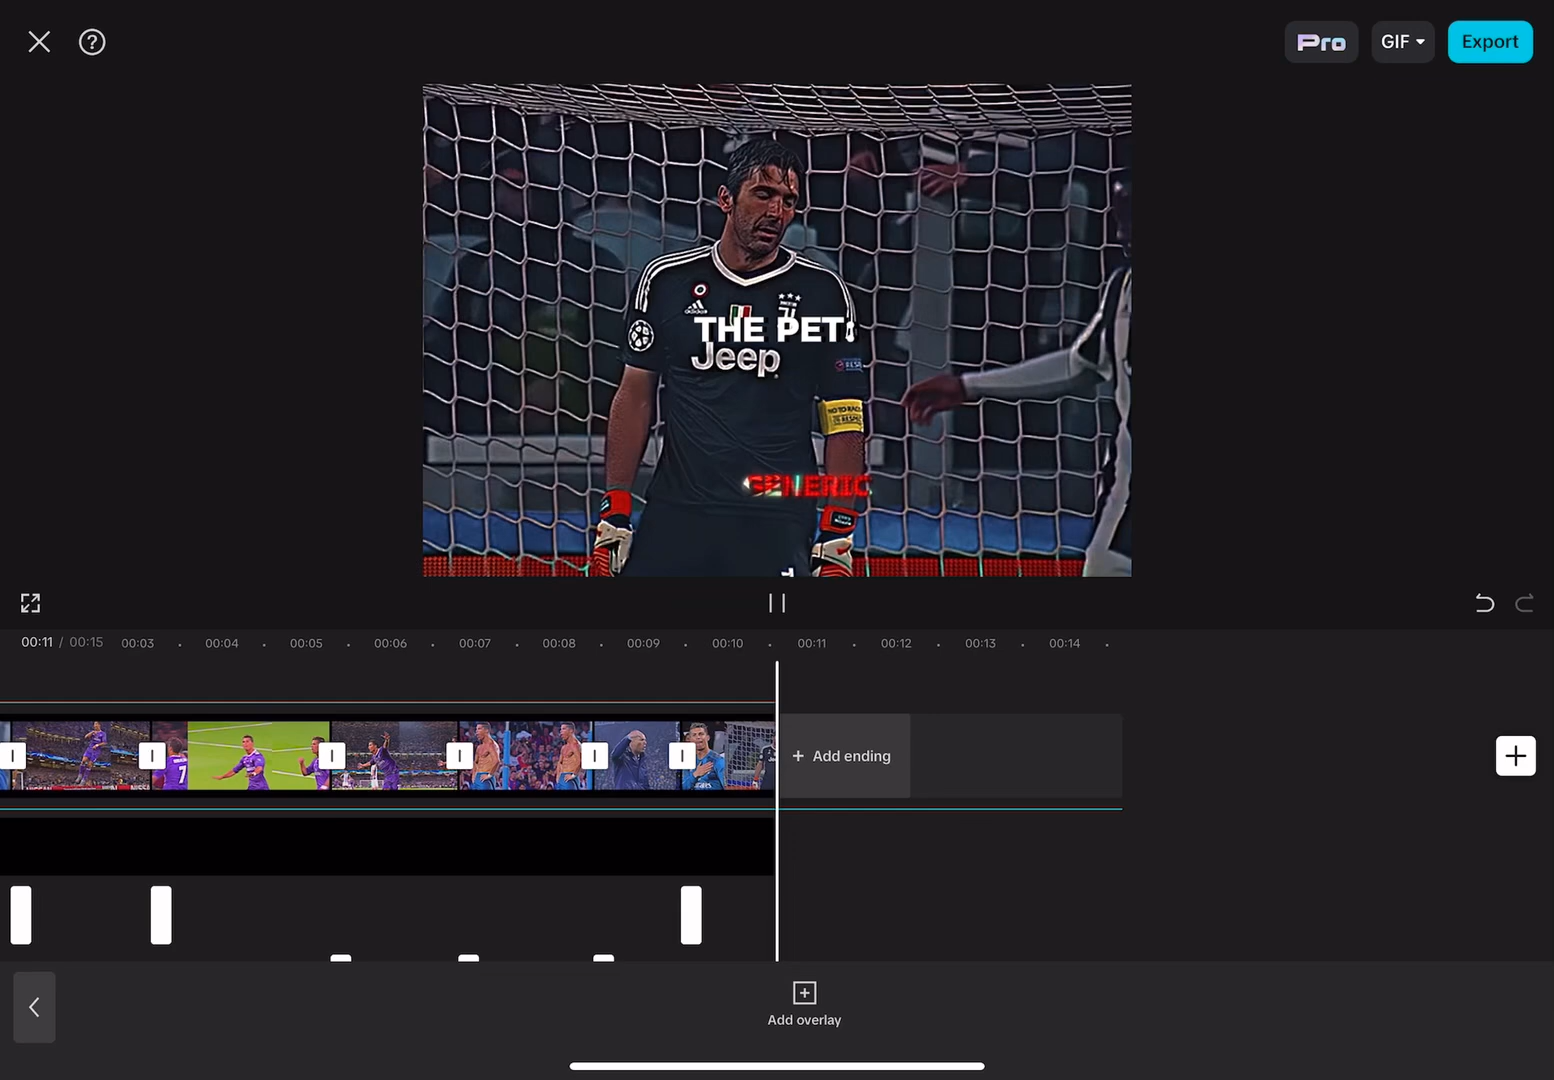 Pro
GIF
Export
THE PET:
Jeep
GENERIC
00:11 / 00:15
00:03
00:04
00:05
00:06
00:07
00:08
00:09
00:10
00:11
00:12
00:13
00:14
7
+ Add ending
Add overlay